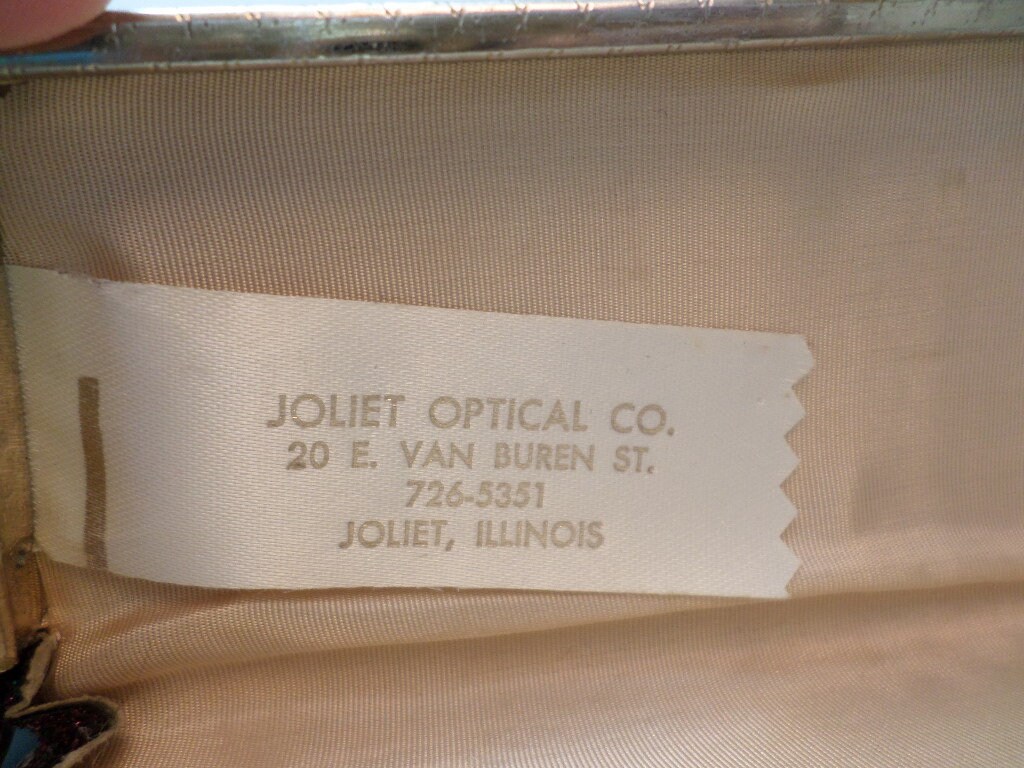 JOLIET OPTICAL CO.
20 E. VAN BUREN ST.
726-5351
JOLIET, ILLINOIS